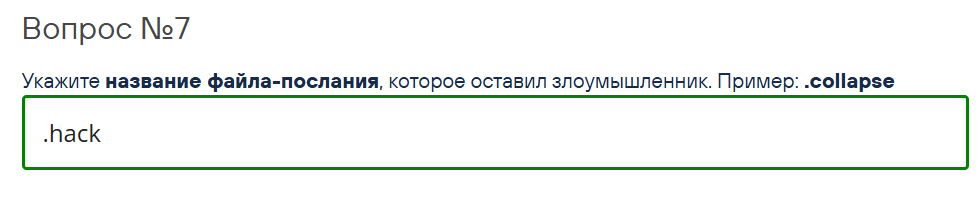 Вопрос №7
Укажите название файла-послания, которое оставил злоумышленник. Пример: .collapse
.hack